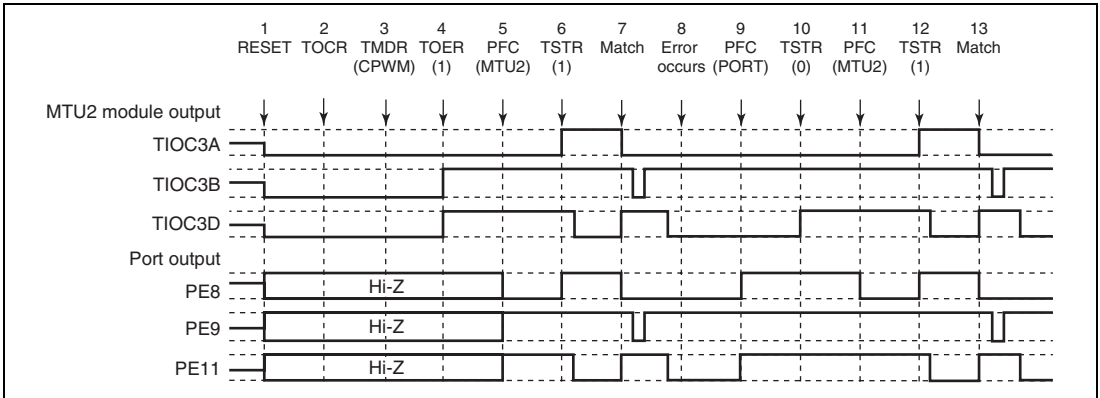 1 2 3 4 5 6 7 8 9 10 11 12 13
RESET TOCR TMDR TOER PFC TSTR Match Error PFC TSTR PFC TSTR Match
(CPWM) (1) (MTU2) (1) occurs (PORT) (0) (MTU2) (1)
MTU2 module output
TIOC3A
TIOC3B
TIOC3D
Port output
PE8 Hi-Z
PE9 Hi-Z
PE11 Hi-Z